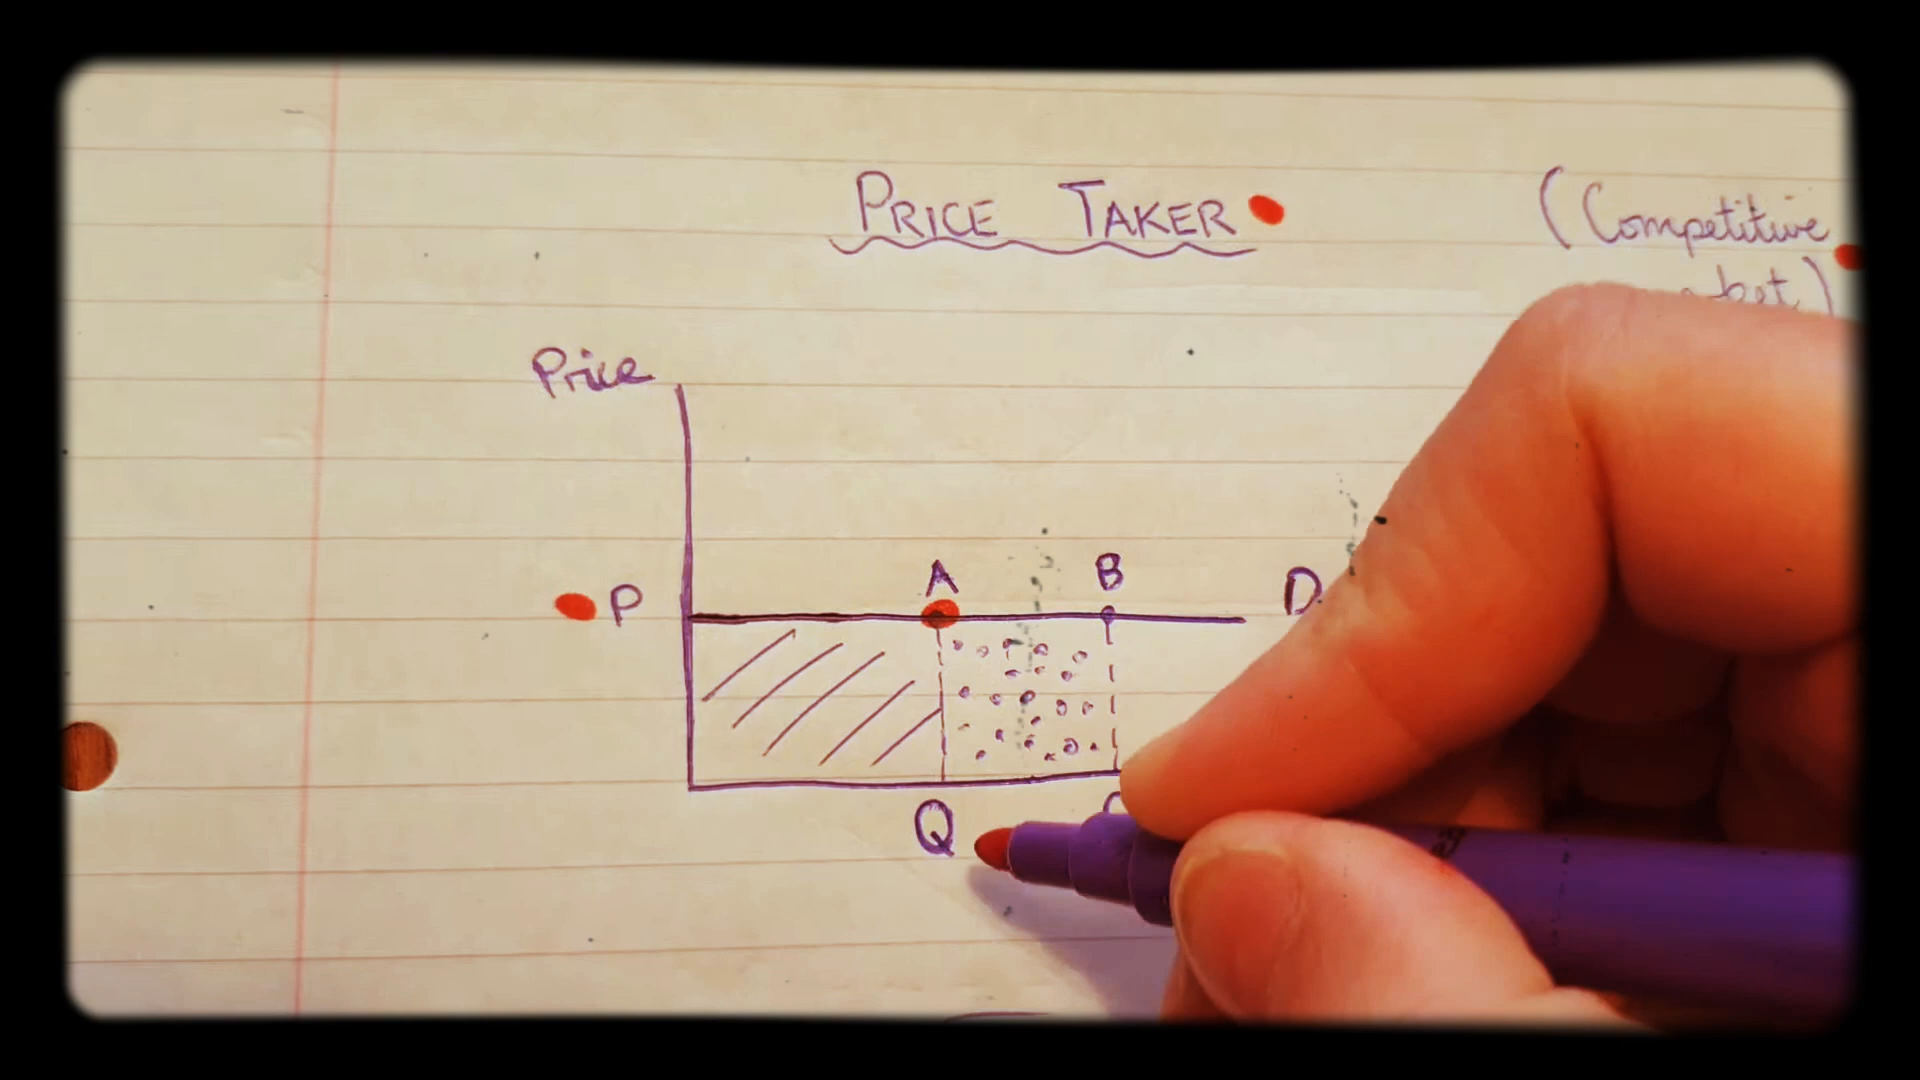 PRICE TAKER
(Competitive
Price
A B
P D
Q